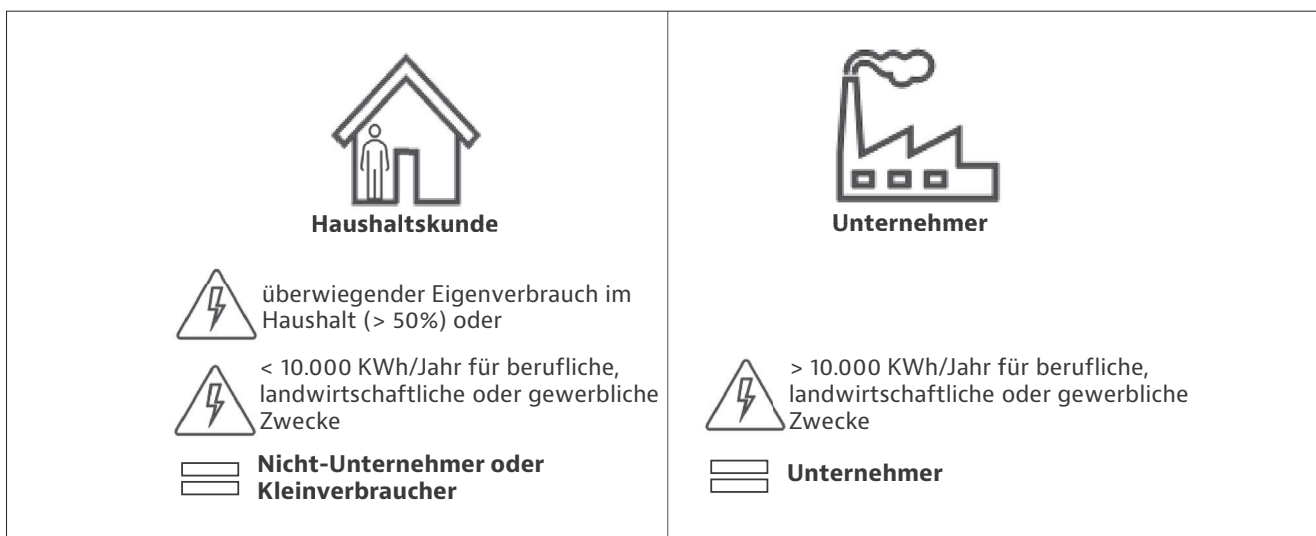 Haushaltskunde
überwiegender Eigenverbrauch im
Haushalt (> 50%) oder
< 10.000 KWh/Jahr für berufliche,
landwirtschaftliche oder gewerbliche
Zwecke
Nicht-Unternehmer oder
Kleinverbraucher
Unternehmer
> 10.000 KWh/Jahr für berufliche,
landwirtschaftliche oder gewerbliche
Zwecke
Unternehmer